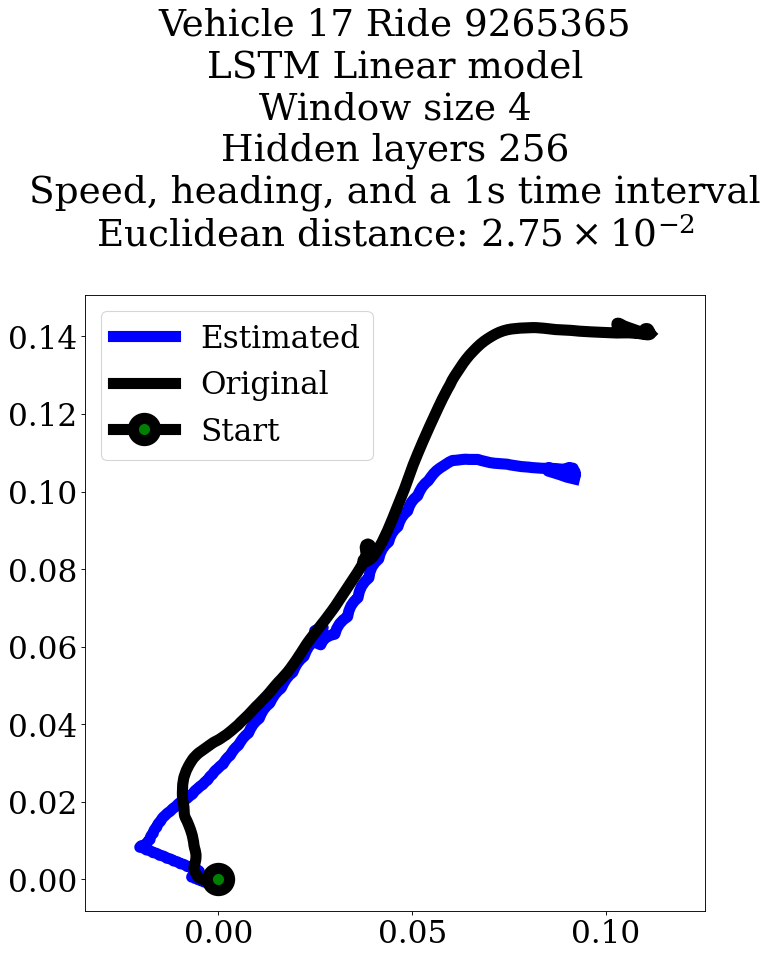 Vehicle 17 Ride 9265365
LSTM Linear model
Window size 4
Hidden layers 256
Speed, heading, and a 1s time interval
Euclidean distance: 2.75 × 10⁻²
Estimated
Original
Start
0.14
0.12
0.10
0.08
0.06
0.04
0.02
0.00
0.00 0.05 0.10